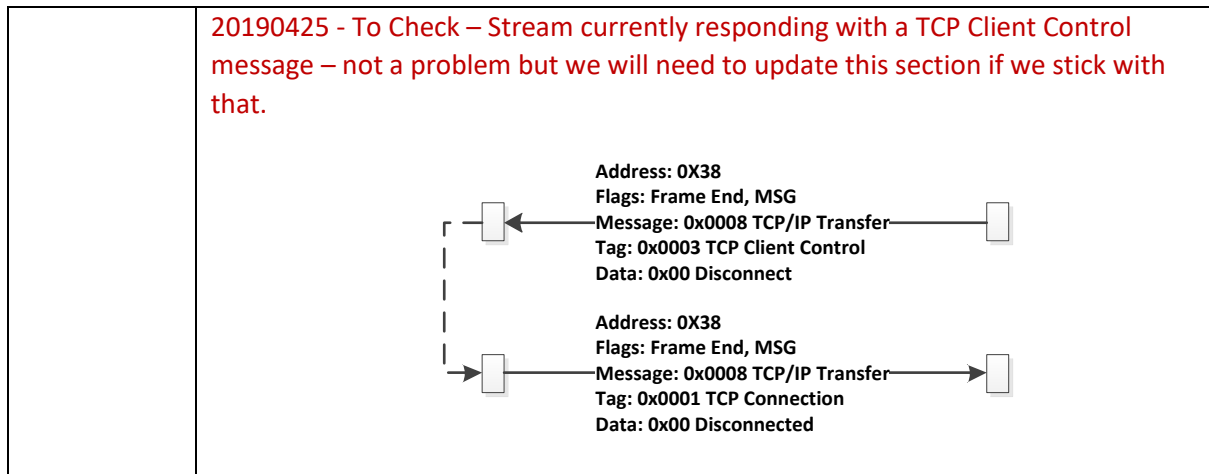 20190425 - To Check – Stream currently responding with a TCP Client Control
message – not a problem but we will need to update this section if we stick with
that.
Address: 0X38
Flags: Frame End, MSG
Message: 0x0008 TCP/IP Transfer
Tag: 0x0003 TCP Client Control
Data: 0x00 Disconnect
Address: 0X38
Flags: Frame End, MSG
Message: 0x0008 TCP/IP Transfer
Tag: 0x0001 TCP Connection
Data: 0x00 Disconnected